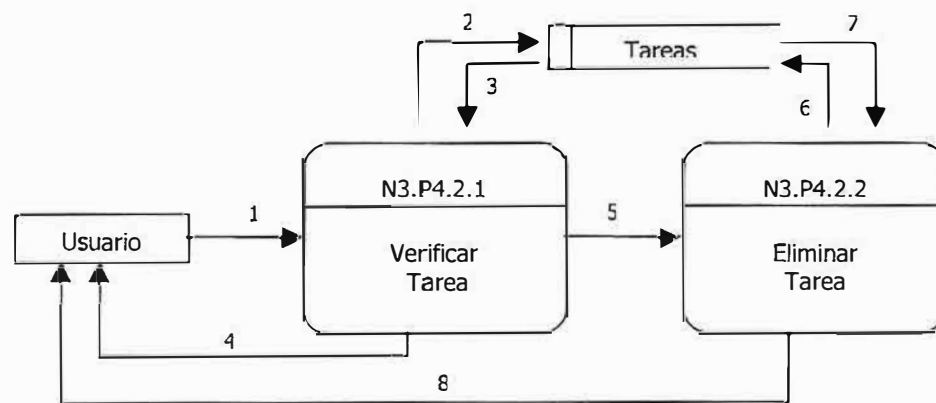 2
7
Tareas
3
6
N3.P4.2.1
N3.P4.2.2
1
5
Usuario
Verificar
Tarea
Eliminar
Tarea
4
8